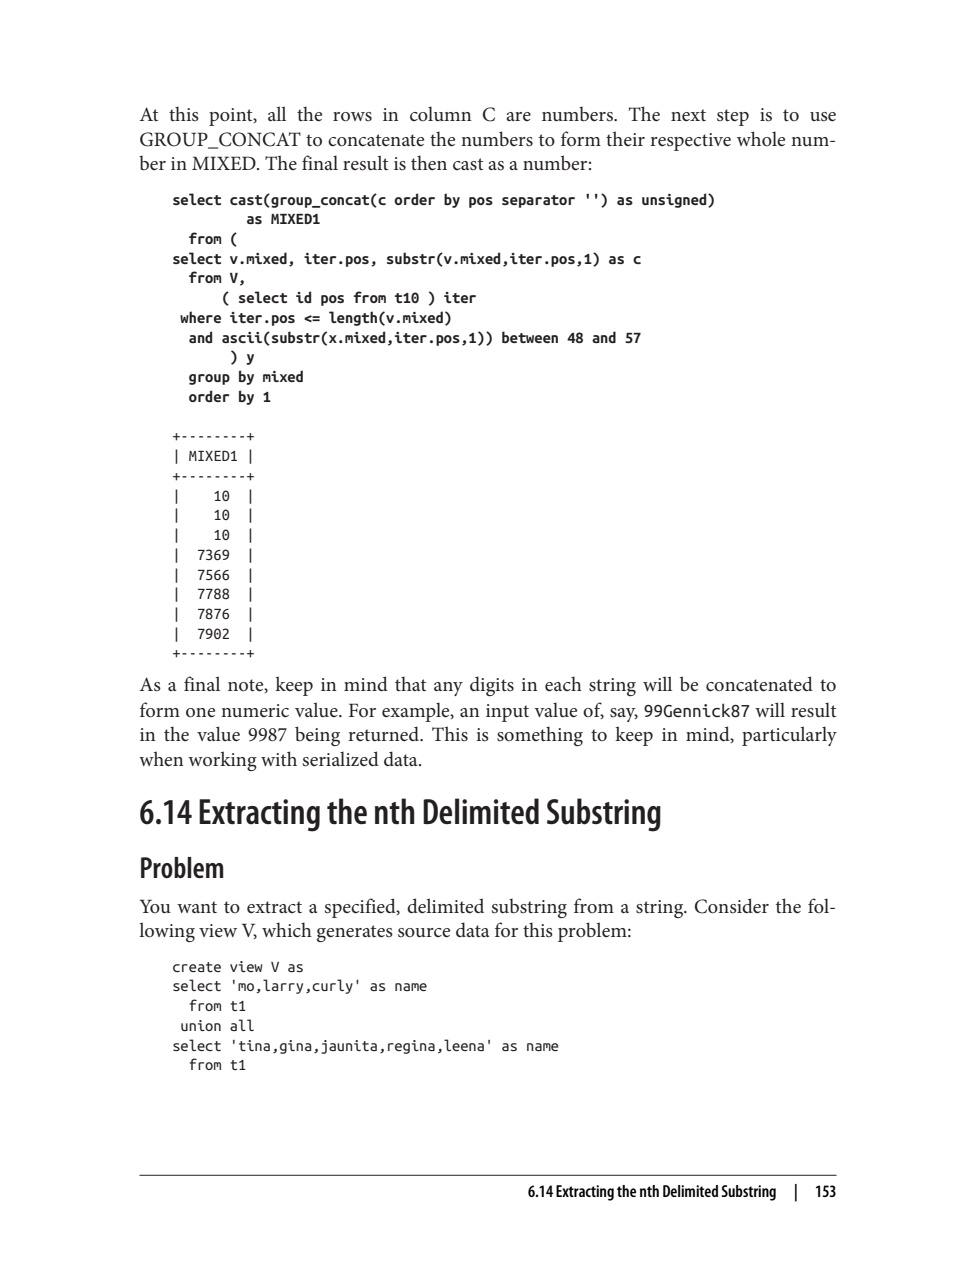 At this point, all the rows in column C are numbers. The next step is to use
GROUP_CONCAT to concatenate the numbers to form their respective whole num-
ber in MIXED. The final result is then cast as a number:
select cast(group_concat(c order by pos separator '') as unsigned)
         as MIXED1
  from (
select v.mixed, iter.pos, substr(v.mixed,iter.pos,1) as c
  from V,
      ( select id pos from t10 ) iter
 where iter.pos <= length(v.mixed)
  and ascii(substr(x.mixed,iter.pos,1)) between 48 and 57
       ) y
  group by mixed
  order by 1
+--------+
| MIXED1 |
+--------+
|    10  |
|    10  |
|    10  |
|  7369  |
|  7566  |
|  7788  |
|  7876  |
|  7902  |
+--------+
As a final note, keep in mind that any digits in each string will be concatenated to
form one numeric value. For example, an input value of, say, 99Gennick87 will result
in the value 9987 being returned. This is something to keep in mind, particularly
when working with serialized data.
6.14 Extracting the nth Delimited Substring
Problem
You want to extract a specified, delimited substring from a string. Consider the fol-
lowing view V, which generates source data for this problem:
create view V as
select 'mo,larry,curly' as name
  from t1
 union all
select 'tina,gina,jaunita,regina,leena' as name
  from t1
6.14 Extracting the nth Delimited Substring | 153